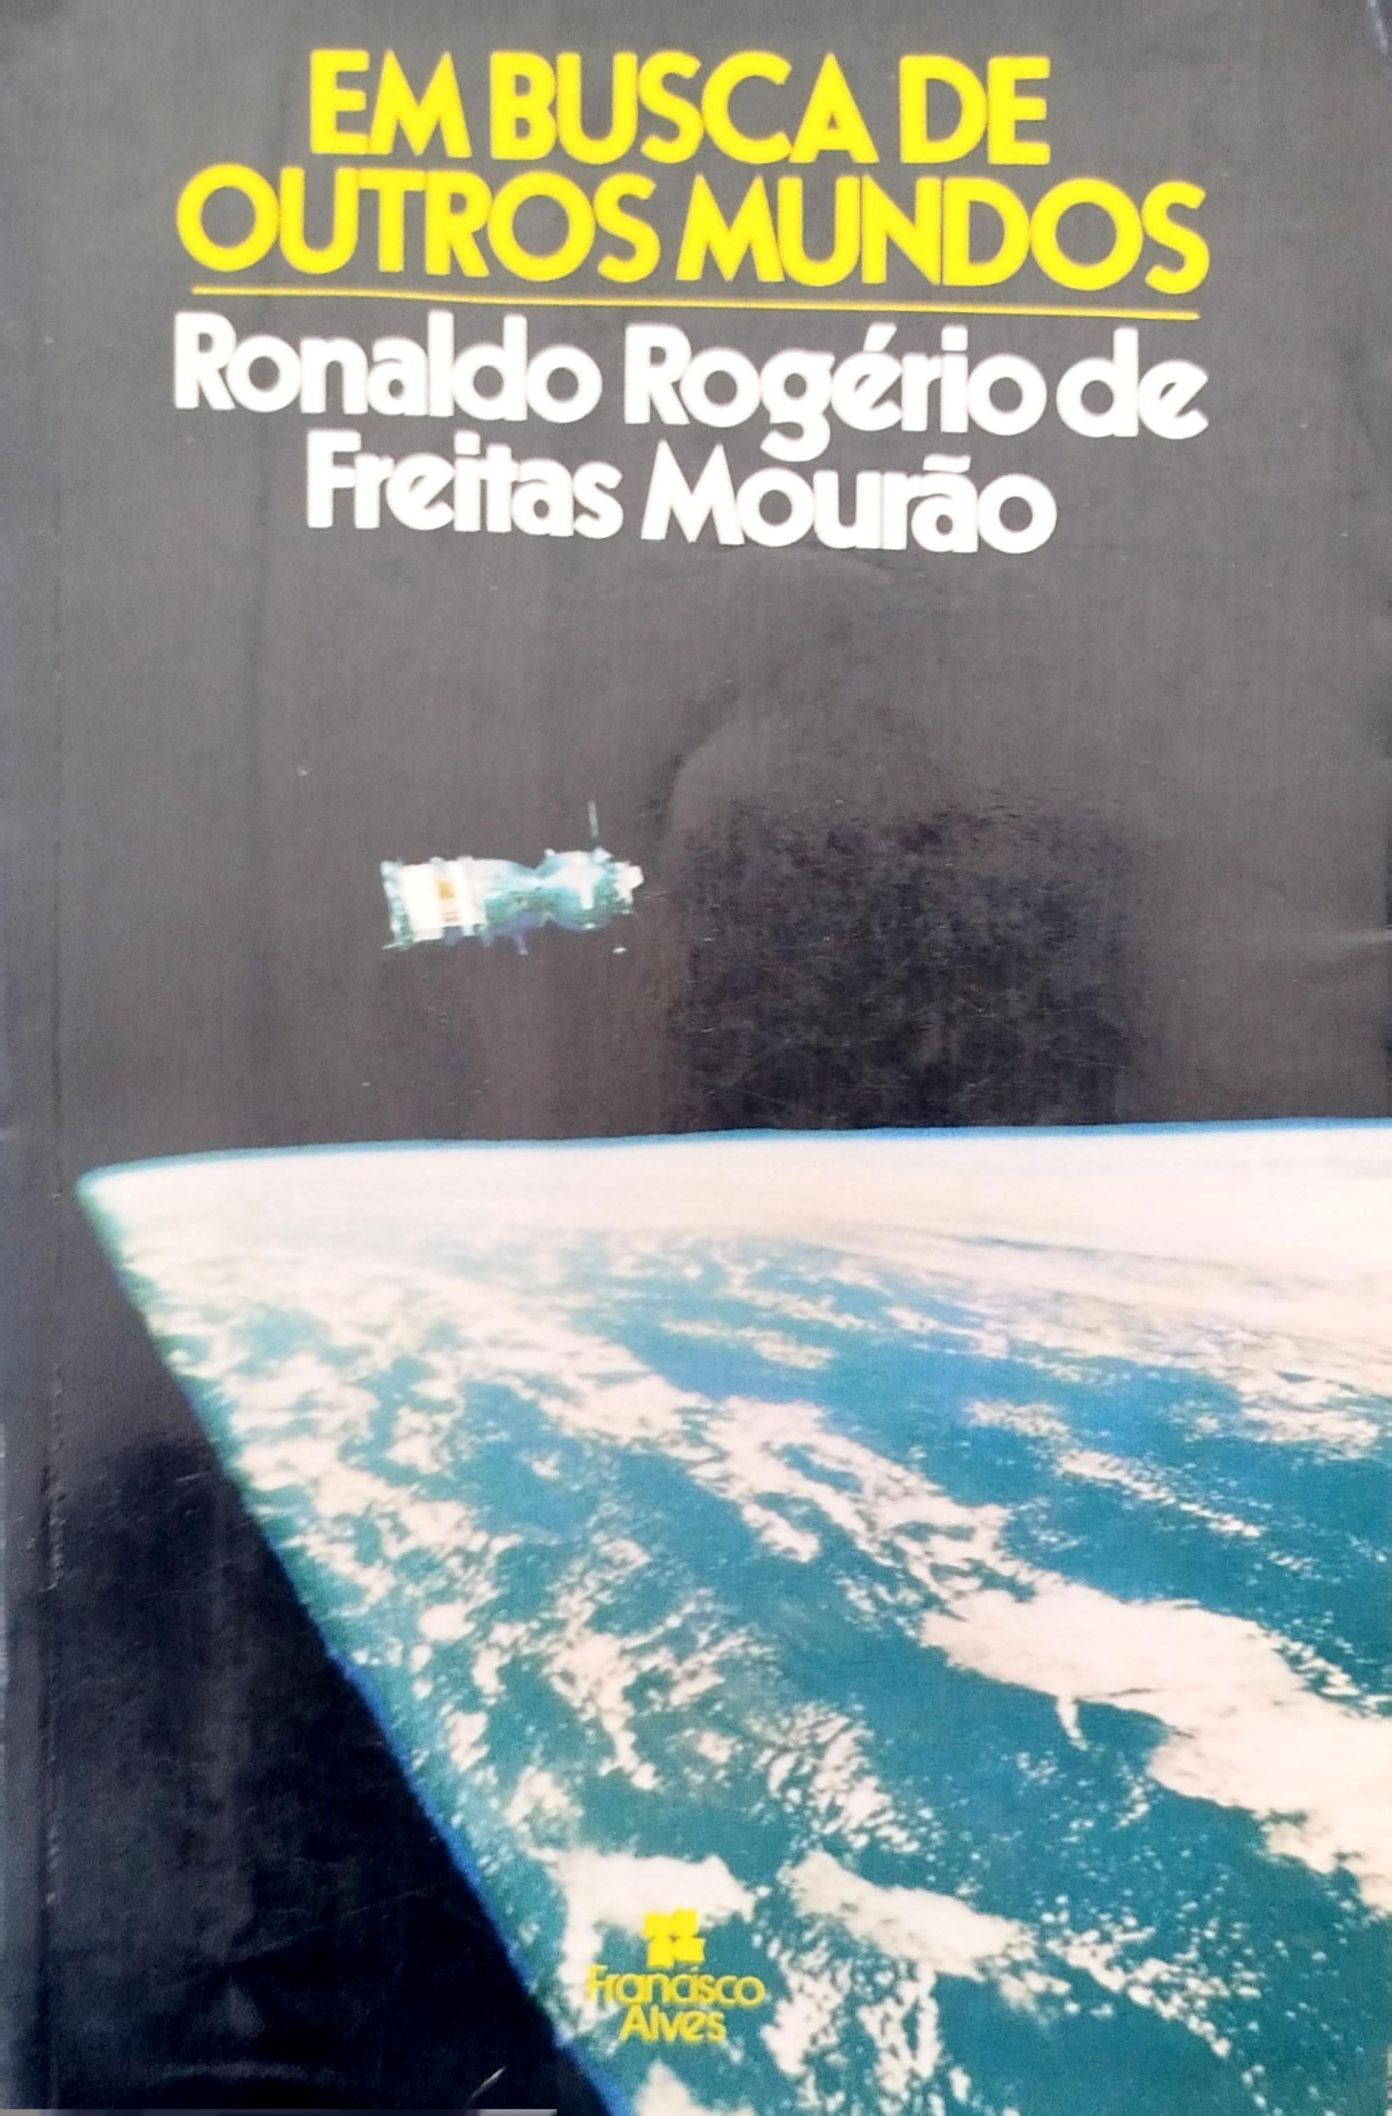 EM BUSCA DE
OUTROS MUNDOS
Ronaldo Rogério de
Freitas Mourão
Francisco
Alves